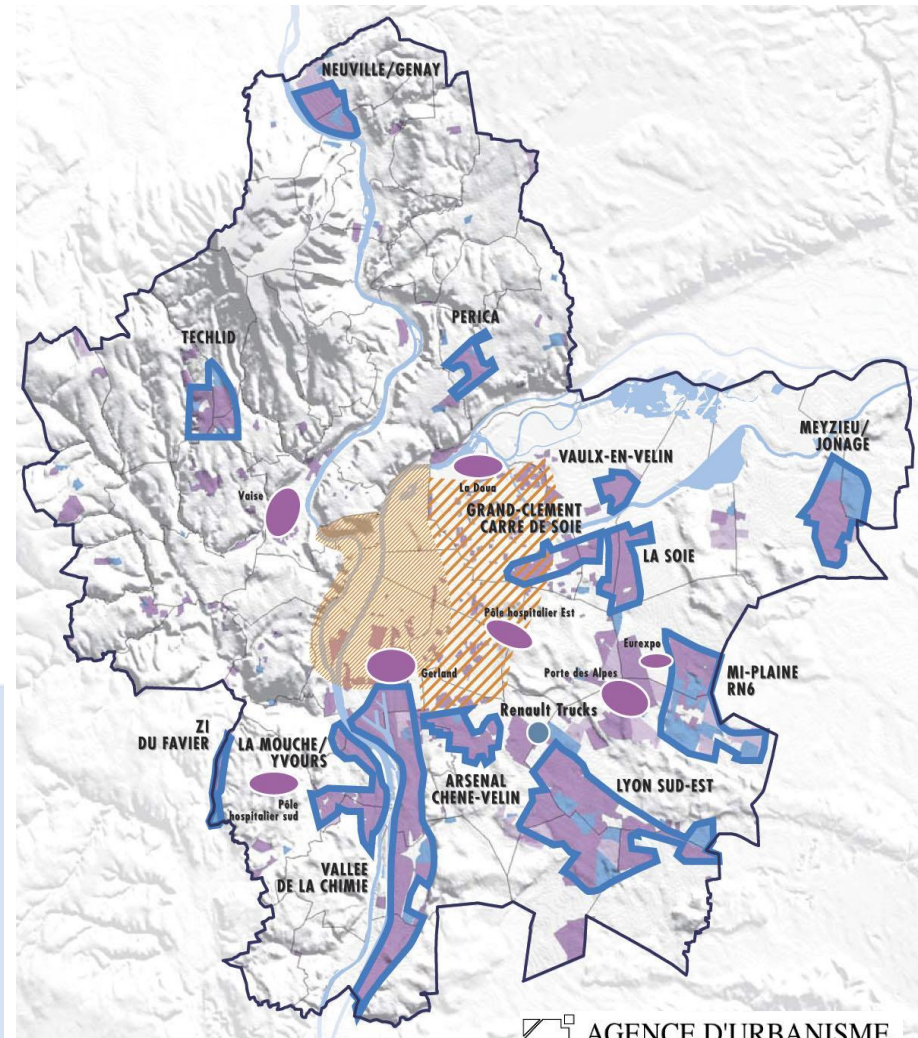 NEUVILLE/GENAY
PERICA
TECHLID
MEYZIEU/
JONAGE
VAULX-EN-VELIN
La Doua
Vaise
GRAND-CLEMENT
CARRE DE SOIE
LA SOIE
Pôle hospitalier Est
Eurexpo
Gerland
Porte des Alpes
MI-PLAINE
RN6
Renault Trucks
ZI
DU FAVIER
LA MOUCHE/
YVOURS
ARSENAL
CHENE-VELIN
LYON SUD-EST
Pôle
hospitalier sud
VALLEE
DE LA CHIMIE
AGENCE D'URBANISME